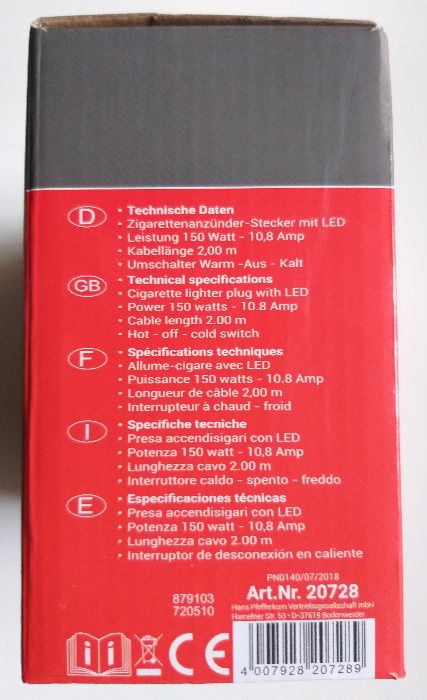 D
• Technische Daten
• Zigarettenanzünder-Stecker mit LED
• Leistung 150 Watt - 10,8 Amp
• Kabellänge 2,00 m
• Umschalter Warm -Aus - Kalt
GB
• Technical specifications
• Cigarette lighter plug with LED
• Power 150 watts - 10.8 Amp
• Cable length 2.00 m
• Hot - off - cold switch
F
• Spécifications techniques
• Allume-cigare avec LED
• Puissance 150 watts - 10.8 Amp
• Longueur de câble 2,00 m
• Interrupteur à chaud - froid
I
• Specifiche tecniche
• Presa accendisigari con LED
• Potenza 150 watt - 10,8 Amp
• Lunghezza cavo 2.00 m
• Interruttore caldo - spento - freddo
E
• Especificaciones técnicas
• Presa accendisigari con LED
• Potenza 150 watt - 10,8 Amp
• Lunghezza cavo 2.00 m
• Interruptor de desconexión en caliente
PN0140/07/2018
879103 Art.Nr. 20728
720510 Hans Pfefferkorn Vertriebsgesellschaft mbH
Hamelner Str. 53 • D-37619 Bodenwerder
CE
4 007928 207289